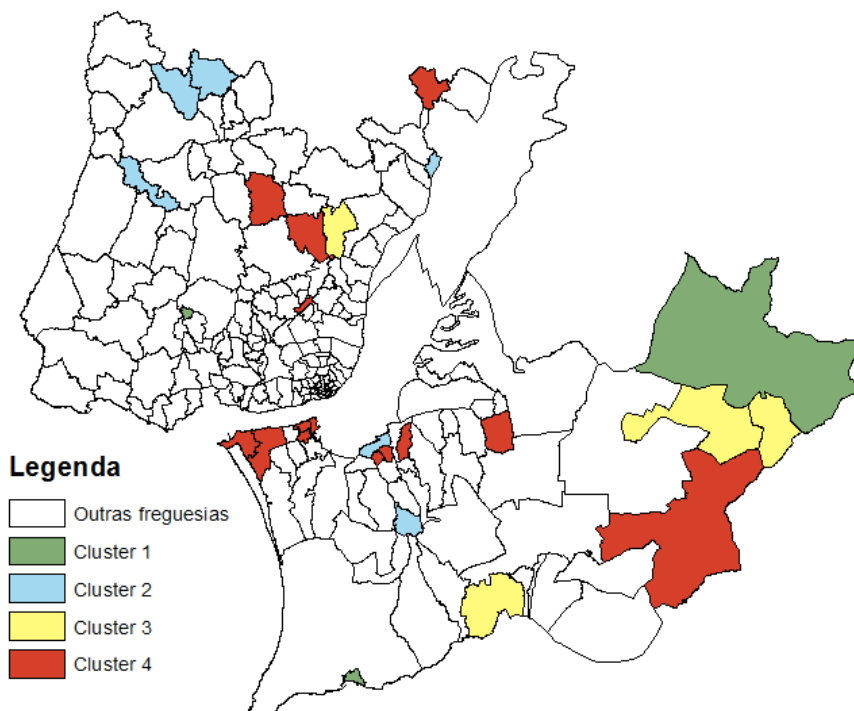 Legenda
Outras freguesias
Cluster 1
Cluster 2
Cluster 3
Cluster 4